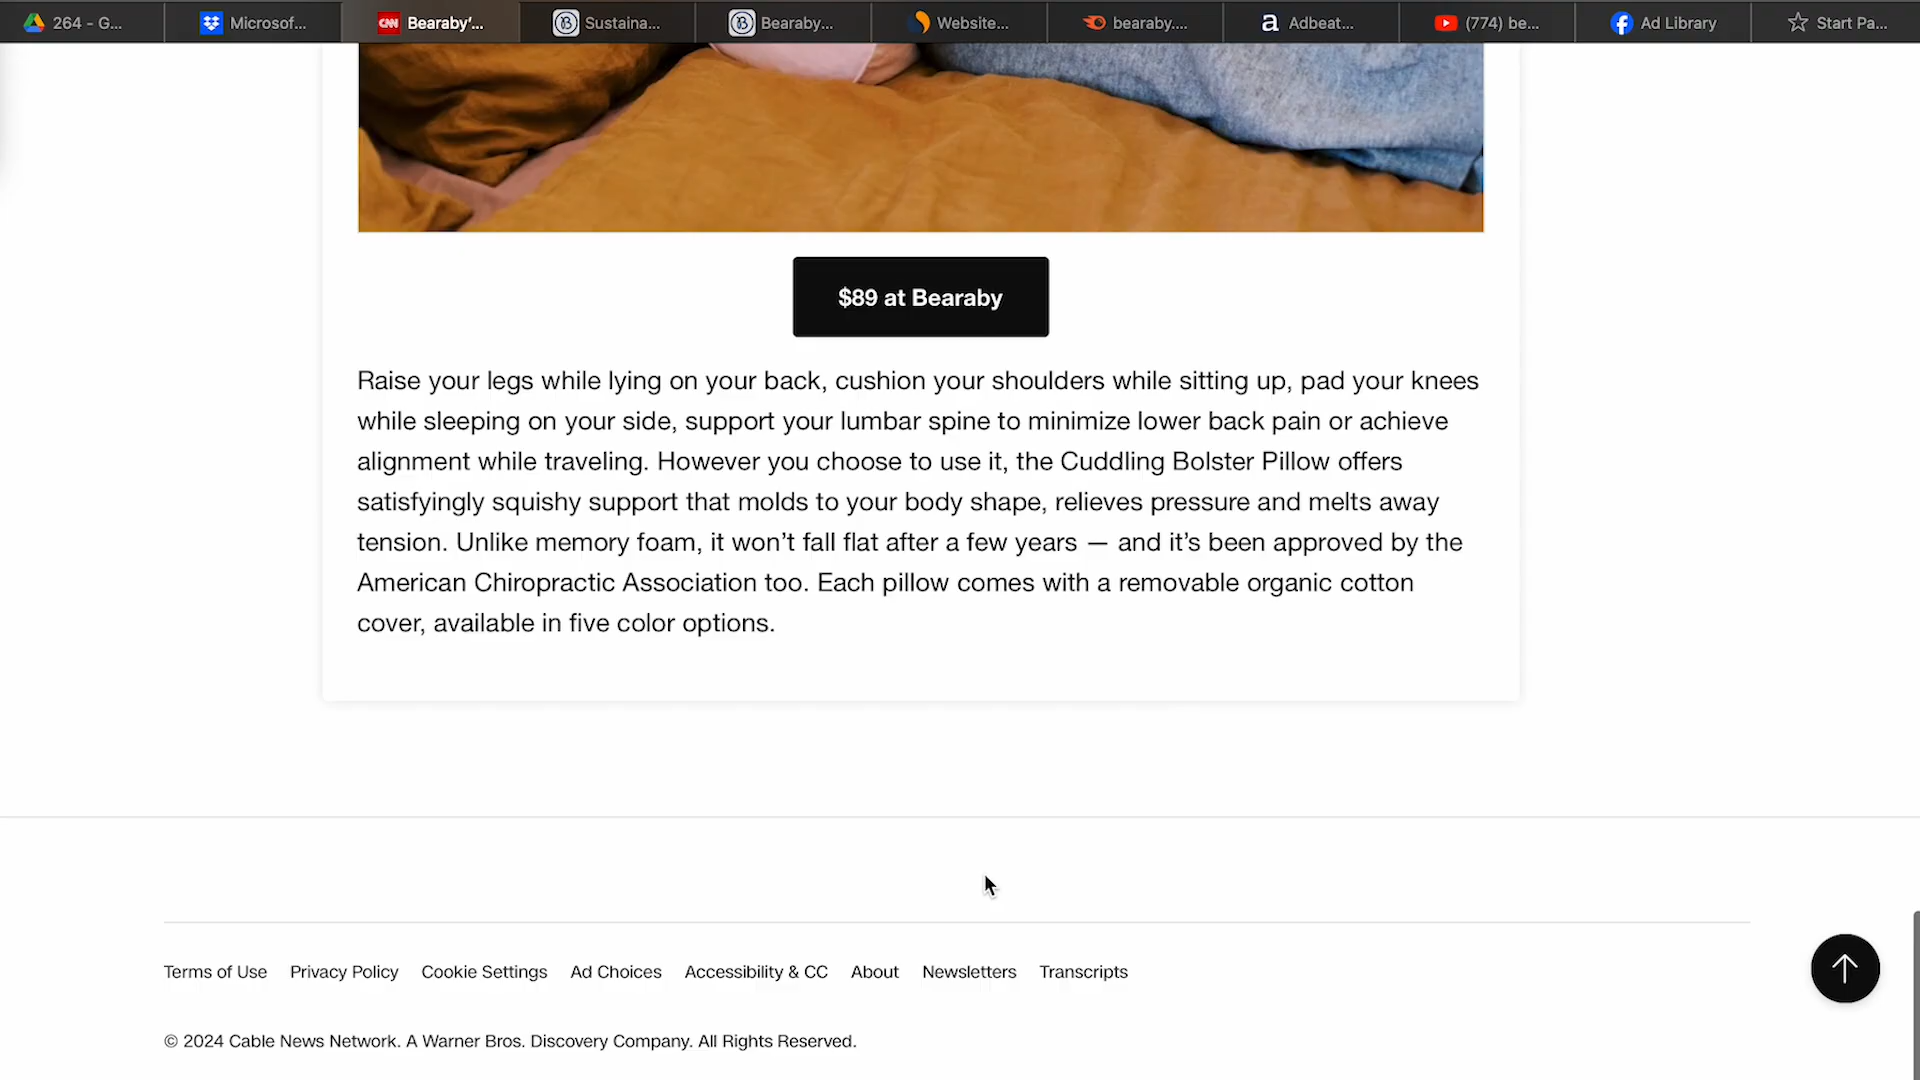 264 - G...
Microsof...
CNN
Bearaby'...
Sustaina...
Bearaby...
Website...
bearaby....
Adbeat...
(774) be...
Ad Library
Start Pa...
$89 at Bearaby
Raise your legs while lying on your back, cushion your shoulders while sitting up, pad your knees
while sleeping on your side, support your lumbar spine to minimize lower back pain or achieve
alignment while traveling. However you choose to use it, the Cuddling Bolster Pillow offers
satisfyingly squishy support that molds to your body shape, relieves pressure and melts away
tension. Unlike memory foam, it won’t fall flat after a few years — and it’s been approved by the
American Chiropractic Association too. Each pillow comes with a removable organic cotton
cover, available in five color options.
Terms of Use Privacy Policy Cookie Settings Ad Choices Accessibility & CC About Newsletters Transcripts
© 2024 Cable News Network. A Warner Bros. Discovery Company. All Rights Reserved.